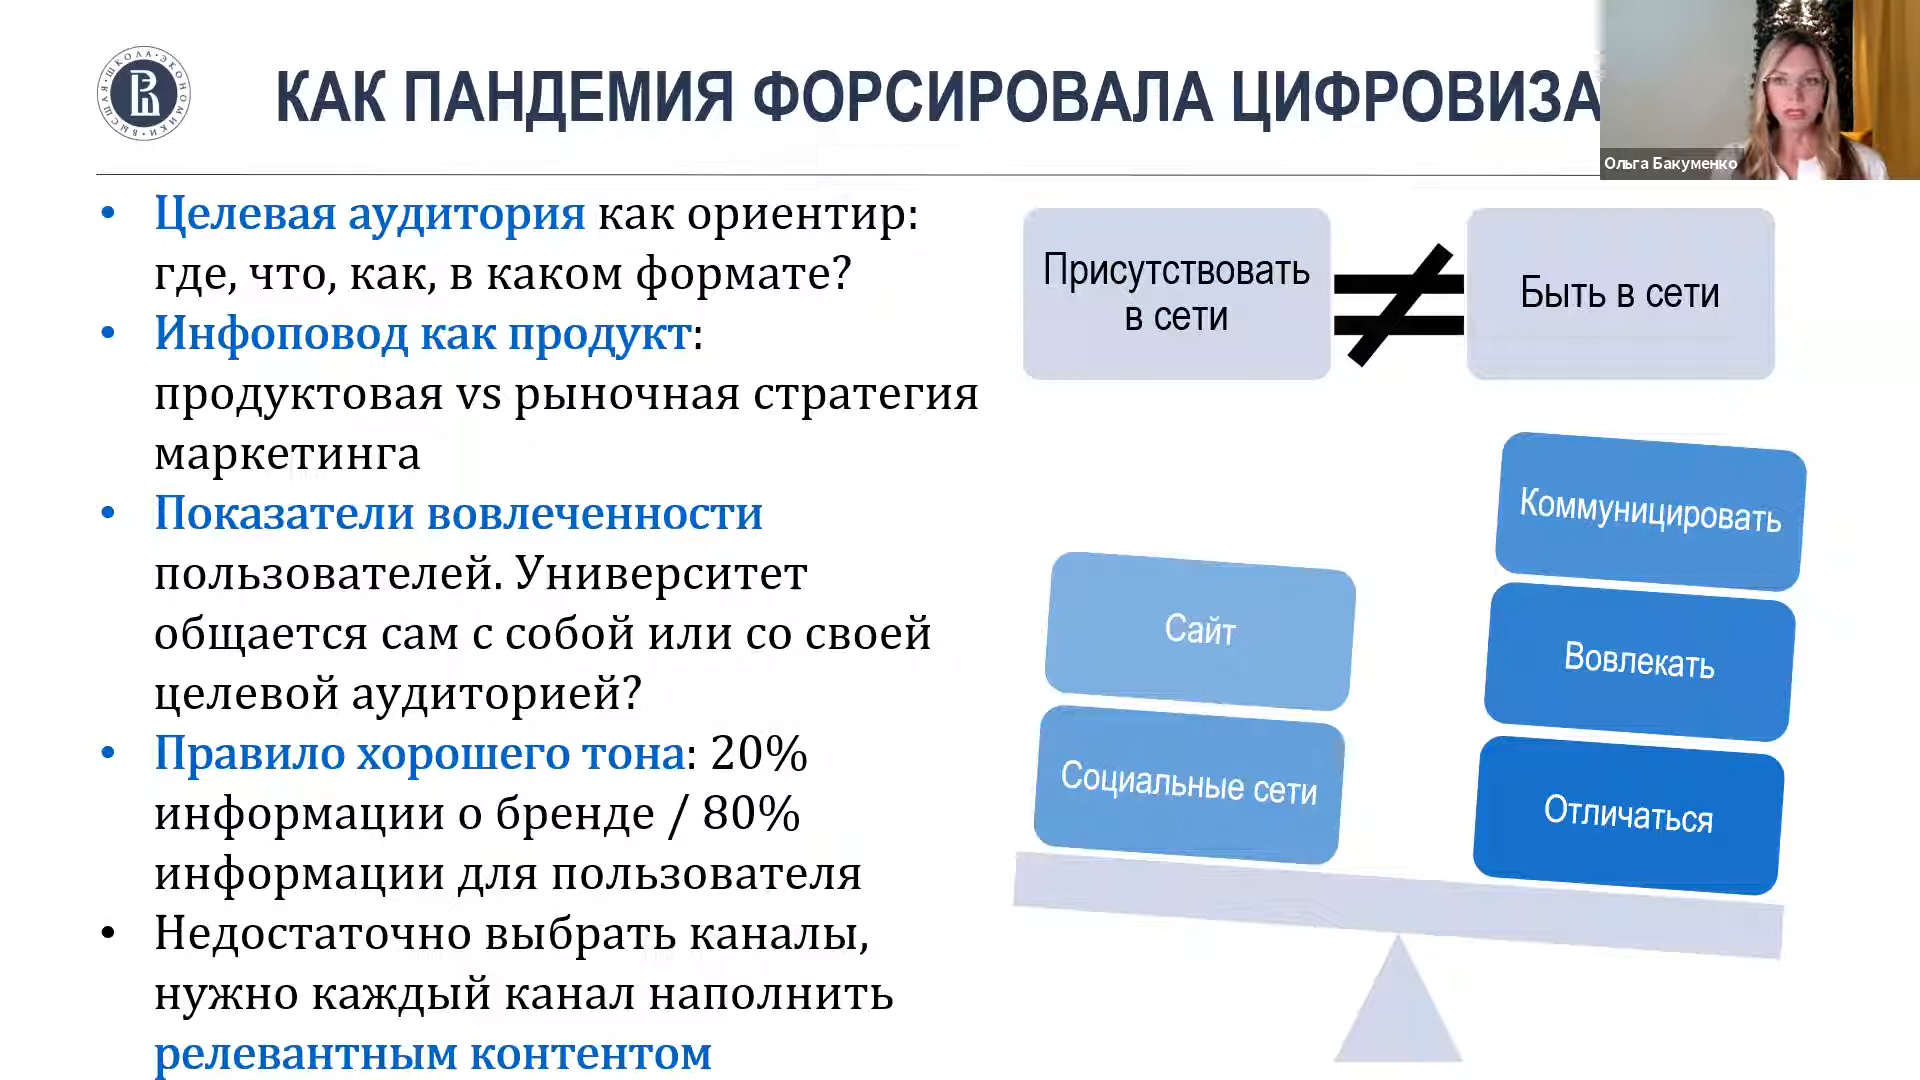 ВЫСШАЯ ШКОЛА ЭКОНОМИКИ
КАК ПАНДЕМИЯ ФОРСИРОВАЛА ЦИФРОВИЗА
Ольга Бакуменко
• Целевая аудитория как ориентир:
где, что, как, в каком формате?
• Инфоповод как продукт:
продуктовая vs рыночная стратегия
маркетинга
• Показатели вовлеченности
пользователей. Университет
общается сам с собой или со своей
целевой аудиторией?
• Правило хорошего тона: 20%
информации о бренде / 80%
информации для пользователя
• Недостаточно выбрать каналы,
нужно каждый канал наполнить
релевантным контентом
Присутствовать
в сети
≠
Быть в сети
Сайт
Социальные сети
Коммуницировать
Вовлекать
Отличаться